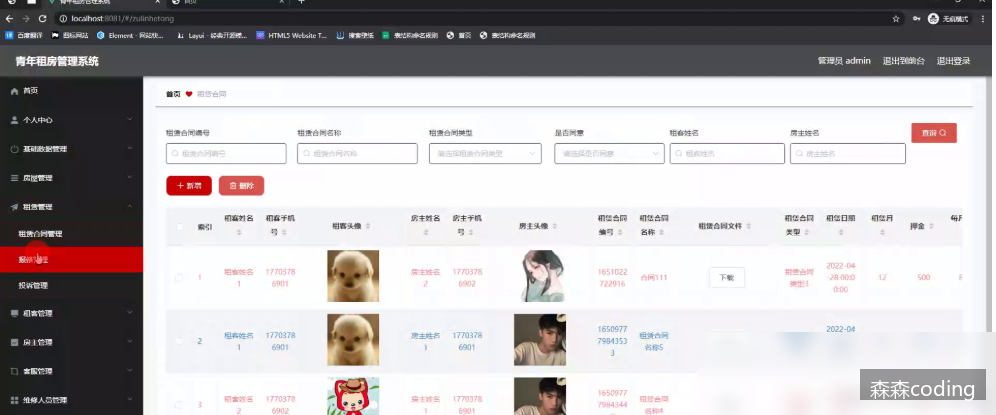 青年租房管理系统
首页
localhost:8081/#/zulinhetong
无痕模式
百度翻译
图标网站
Element - 网站快...
Layui - 经典开源模...
HTML5 Website T...
搜索壁纸
表结构命名规则
首页
表结构命名规则
青年租房管理系统
管理员 admin
退出到前台
退出登录
首页
个人中心
基础数据管理
房屋管理
租赁管理
租赁合同管理
投诉管理
租客管理
房主管理
客服管理
维修人员管理
首页
租赁合同
租赁合同编号
租赁合同名称
租赁合同类型
是否同意
租客姓名
房主姓名
租赁合同编号
租赁合同名称
请选择租赁合同类型
请选择是否同意
租客姓名
房主姓名
查询
+ 新增
删除
索引
租客姓名
租客手机号
租客头像
房主姓名
房主手机号
房主头像
租赁合同编号
租赁合同名称
租赁合同文件
租赁合同类型
租赁日期
租赁月
押金
1
租客姓名1
17703786901
房主姓名2
17703786902
1651022722916
合同111
下载
租赁合同类型3
2022-04-28 00:00:00
12
500
2
租客姓名1
17703786901
房主姓名1
17703786901
16509777984353
租赁合同名称5
2022-04
3
租客姓名2
17703786902
房主姓名1
17703786901
1650977798434
租赁合同名称4
森森coding